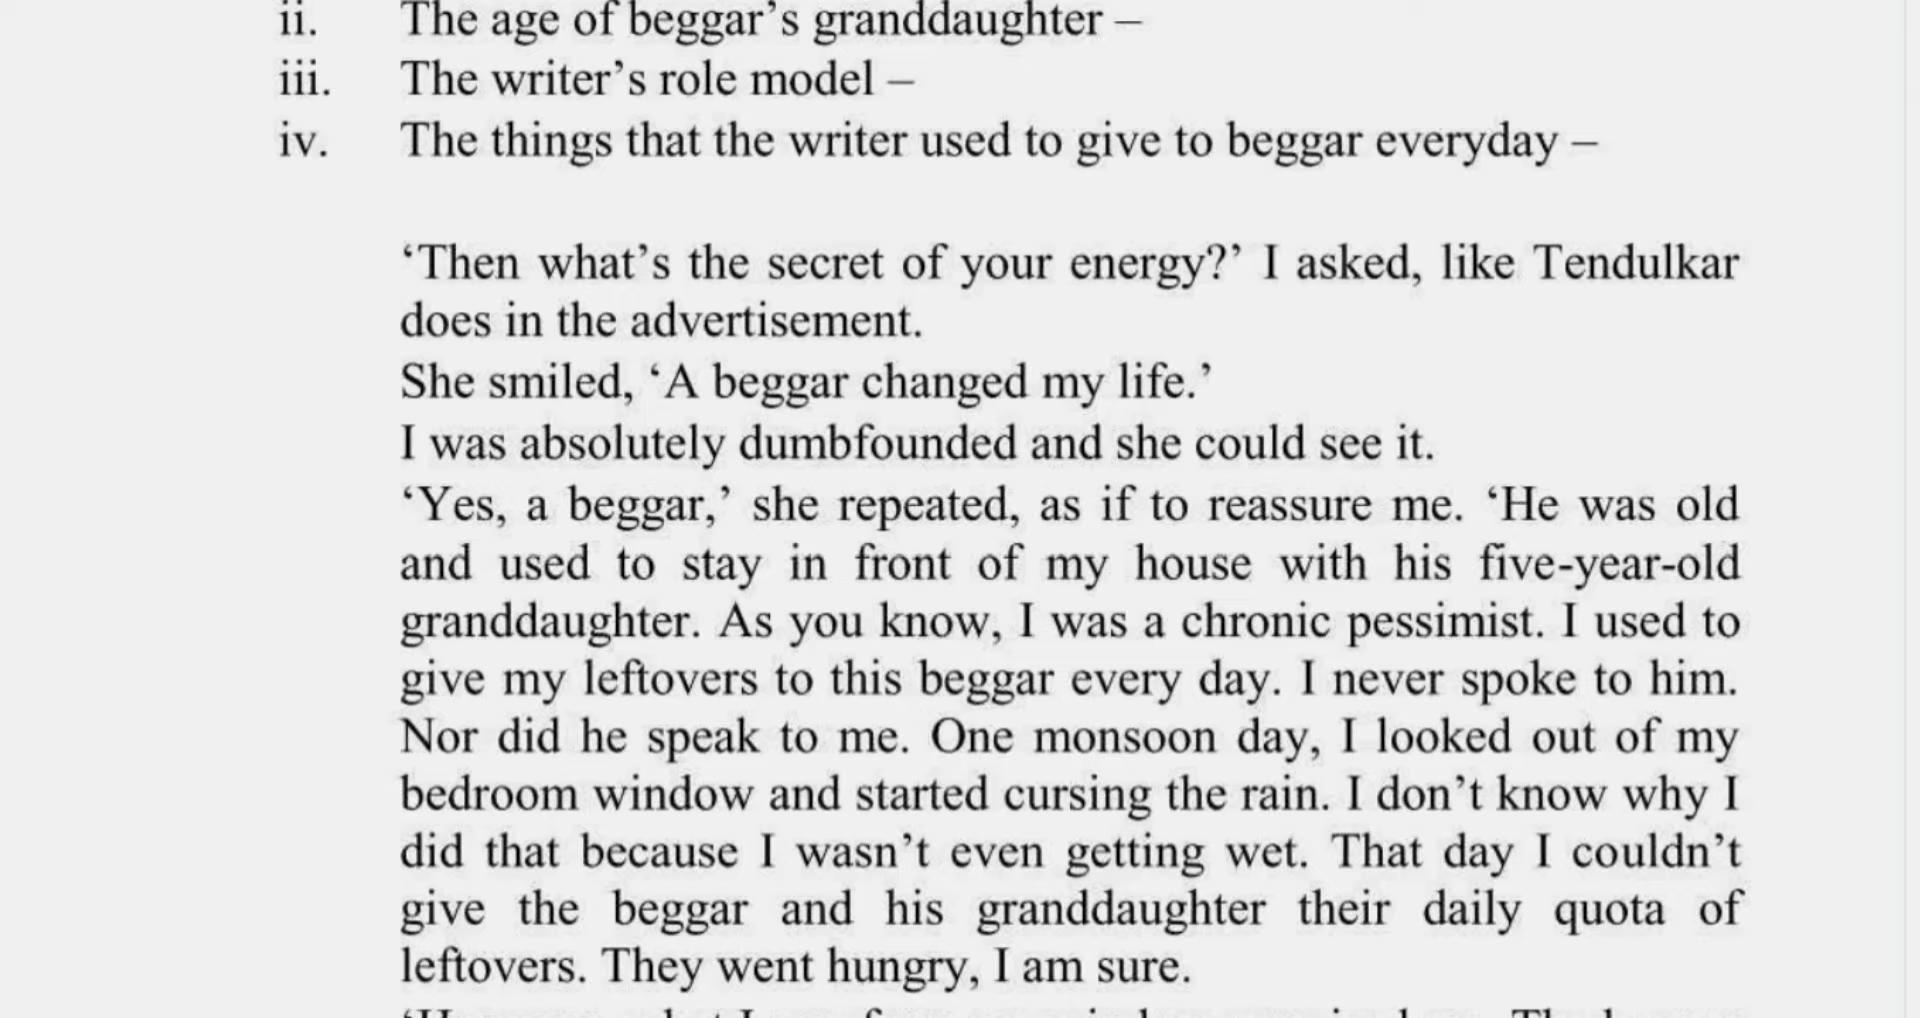 ii. The age of beggar’s granddaughter –
iii. The writer’s role model –
iv. The things that the writer used to give to beggar everyday –
‘Then what’s the secret of your energy?’ I asked, like Tendulkar
does in the advertisement.
She smiled, ‘A beggar changed my life.’
I was absolutely dumbfounded and she could see it.
‘Yes, a beggar,’ she repeated, as if to reassure me. ‘He was old
and used to stay in front of my house with his five-year-old
granddaughter. As you know, I was a chronic pessimist. I used to
give my leftovers to this beggar every day. I never spoke to him.
Nor did he speak to me. One monsoon day, I looked out of my
bedroom window and started cursing the rain. I don’t know why I
did that because I wasn’t even getting wet. That day I couldn’t
give the beggar and his granddaughter their daily quota of
leftovers. They went hungry, I am sure.